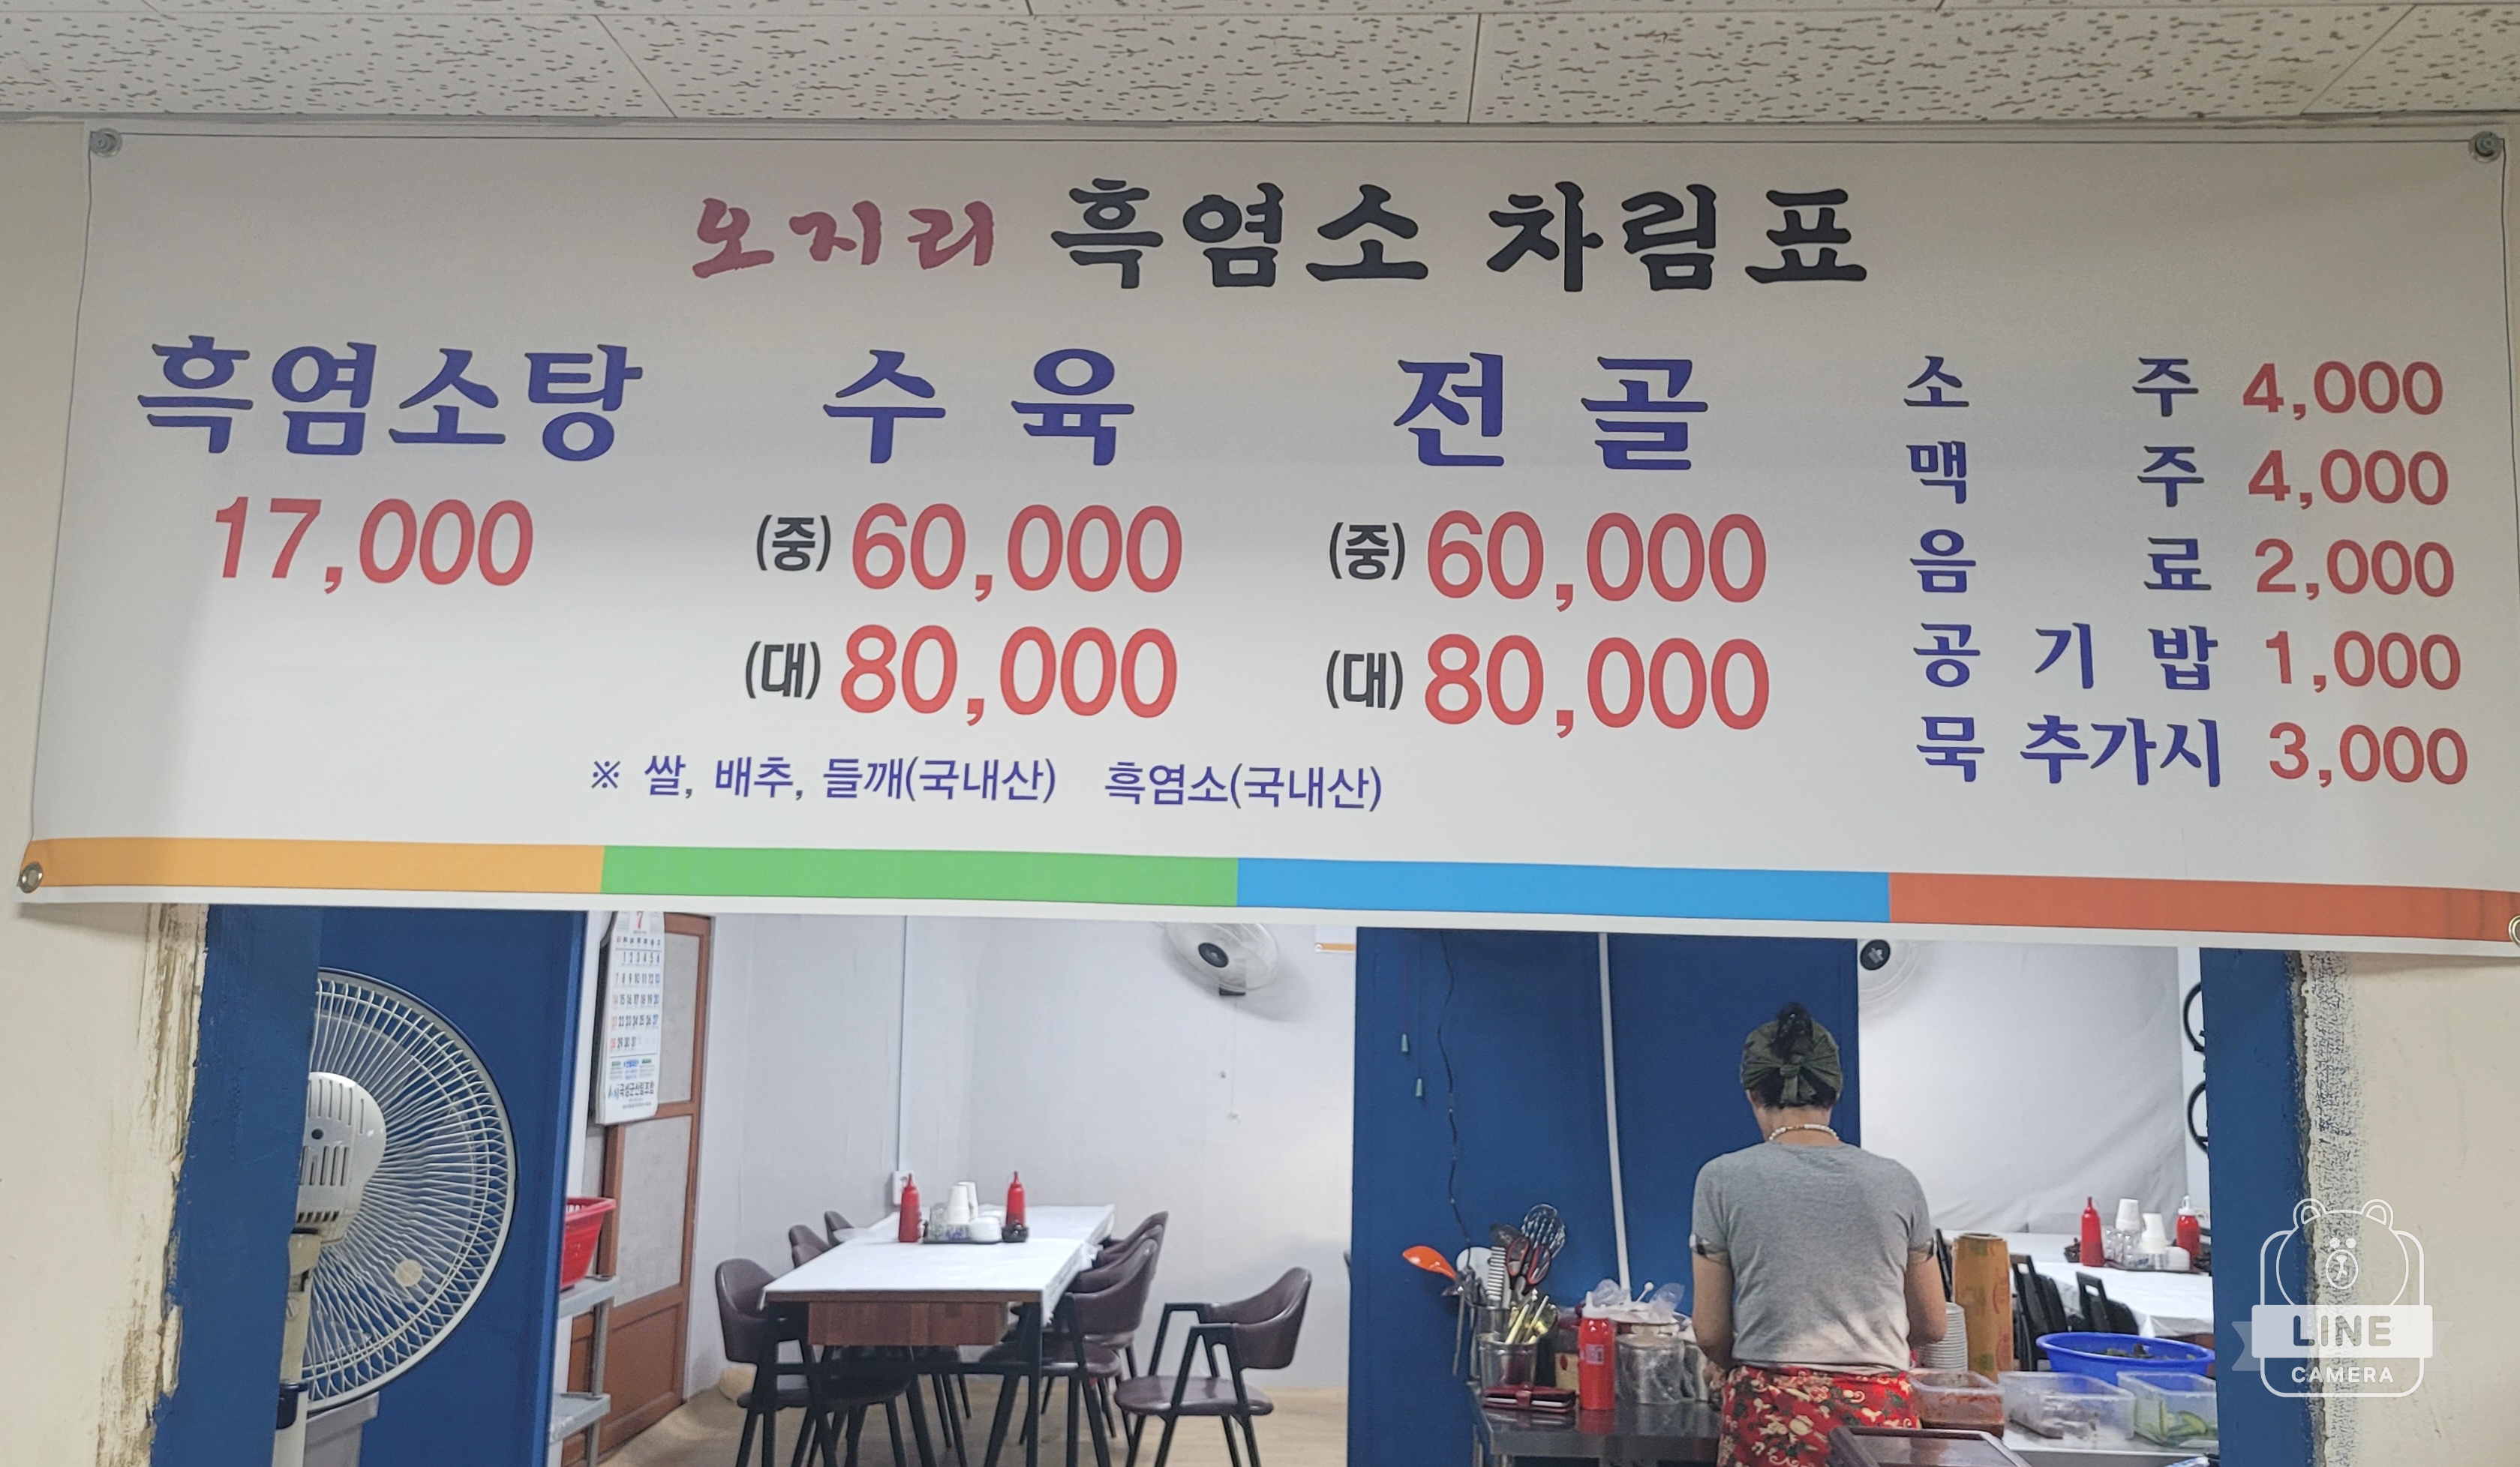 오지리 흑염소 차림표
흑염소탕
17,000
수육
(중) 60,000
(대) 80,000
전골
(중) 60,000
(대) 80,000
소주 4,000
맥주 4,000
음료 2,000
공기밥 1,000
묵 추가시 3,000
※ 쌀, 배추, 들깨(국내산) 흑염소(국내산)
7
LINE
CAMERA